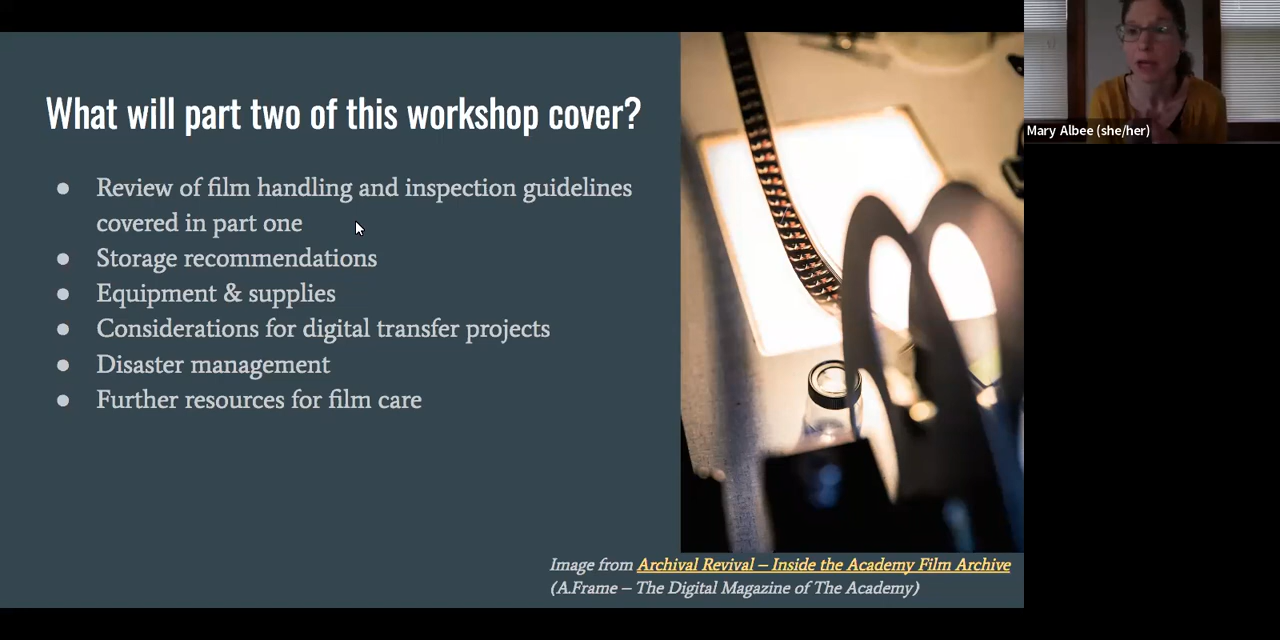 What will part two of this workshop cover?
● Review of film handling and inspection guidelines
covered in part one
● Storage recommendations
● Equipment & supplies
● Considerations for digital transfer projects
● Disaster management
● Further resources for film care
Image from Archival Revival – Inside the Academy Film Archive
(A.Frame – The Digital Magazine of The Academy)
Mary Albee (she/her)